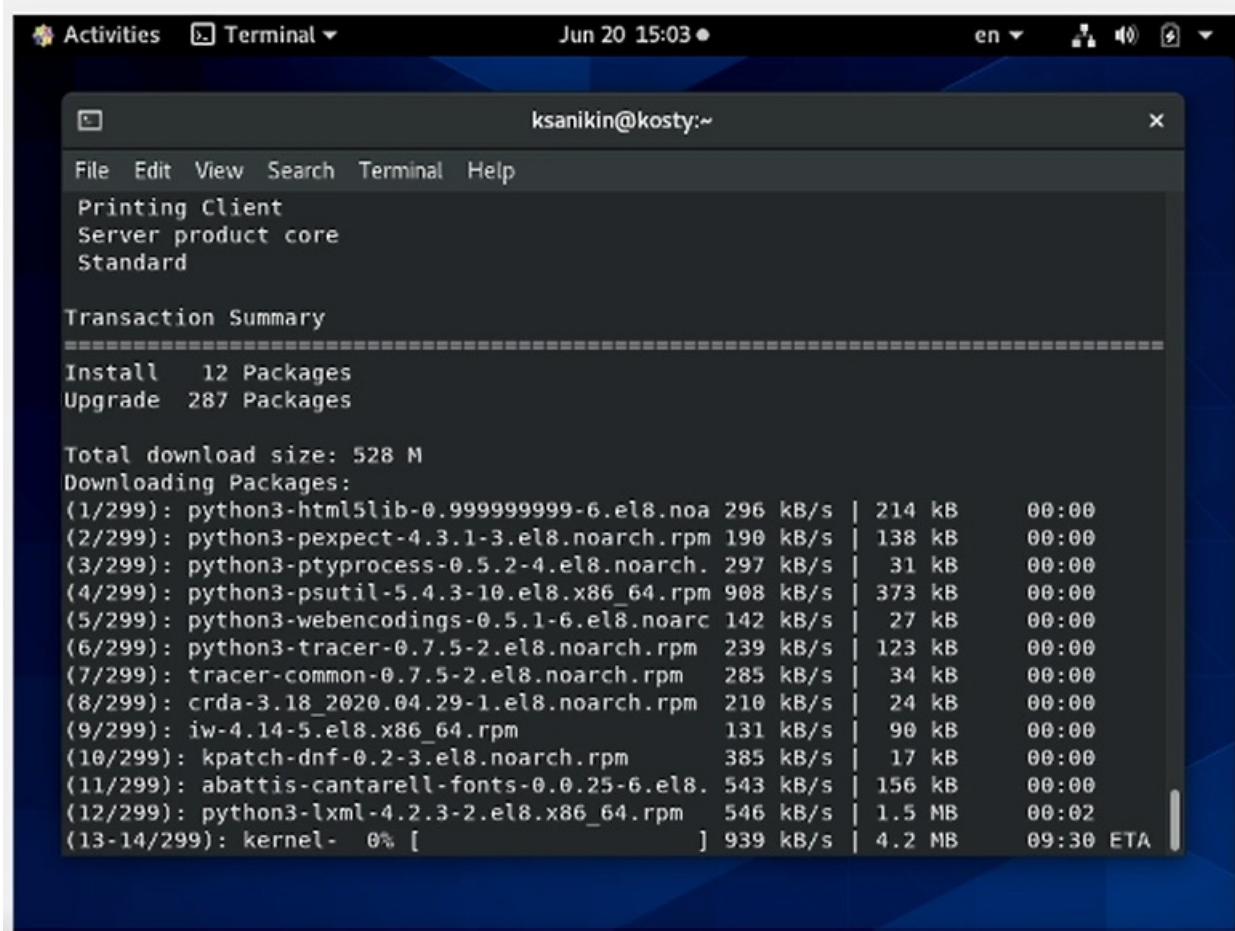 Activities Terminal Jun 20 15:03 en
ksanikin@kosty:~ ×
File Edit View Search Terminal Help
Printing Client
Server product core
Standard
Transaction Summary
================================================================================
Install 12 Packages
Upgrade 287 Packages
Total download size: 528 M
Downloading Packages:
(1/299): python3-html5lib-0.999999999-6.el8.noa 296 kB/s | 214 kB 00:00
(2/299): python3-pexpect-4.3.1-3.el8.noarch.rpm 190 kB/s | 138 kB 00:00
(3/299): python3-ptyprocess-0.5.2-4.el8.noarch. 297 kB/s | 31 kB 00:00
(4/299): python3-psutil-5.4.3-10.el8.x86_64.rpm 908 kB/s | 373 kB 00:00
(5/299): python3-webencodings-0.5.1-6.el8.noarc 142 kB/s | 27 kB 00:00
(6/299): python3-tracer-0.7.5-2.el8.noarch.rpm 239 kB/s | 123 kB 00:00
(7/299): tracer-common-0.7.5-2.el8.noarch.rpm 285 kB/s | 34 kB 00:00
(8/299): crda-3.18_2020.04.29-1.el8.noarch.rpm 210 kB/s | 24 kB 00:00
(9/299): iw-4.14-5.el8.x86_64.rpm 131 kB/s | 90 kB 00:00
(10/299): kpatch-dnf-0.2-3.el8.noarch.rpm 385 kB/s | 17 kB 00:00
(11/299): abattis-cantarell-fonts-0.0.25-6.el8. 543 kB/s | 156 kB 00:00
(12/299): python3-lxml-4.2.3-2.el8.x86_64.rpm 546 kB/s | 1.5 MB 00:02
(13-14/299): kernel- 0% [ ] 939 kB/s | 4.2 MB 09:30 ETA